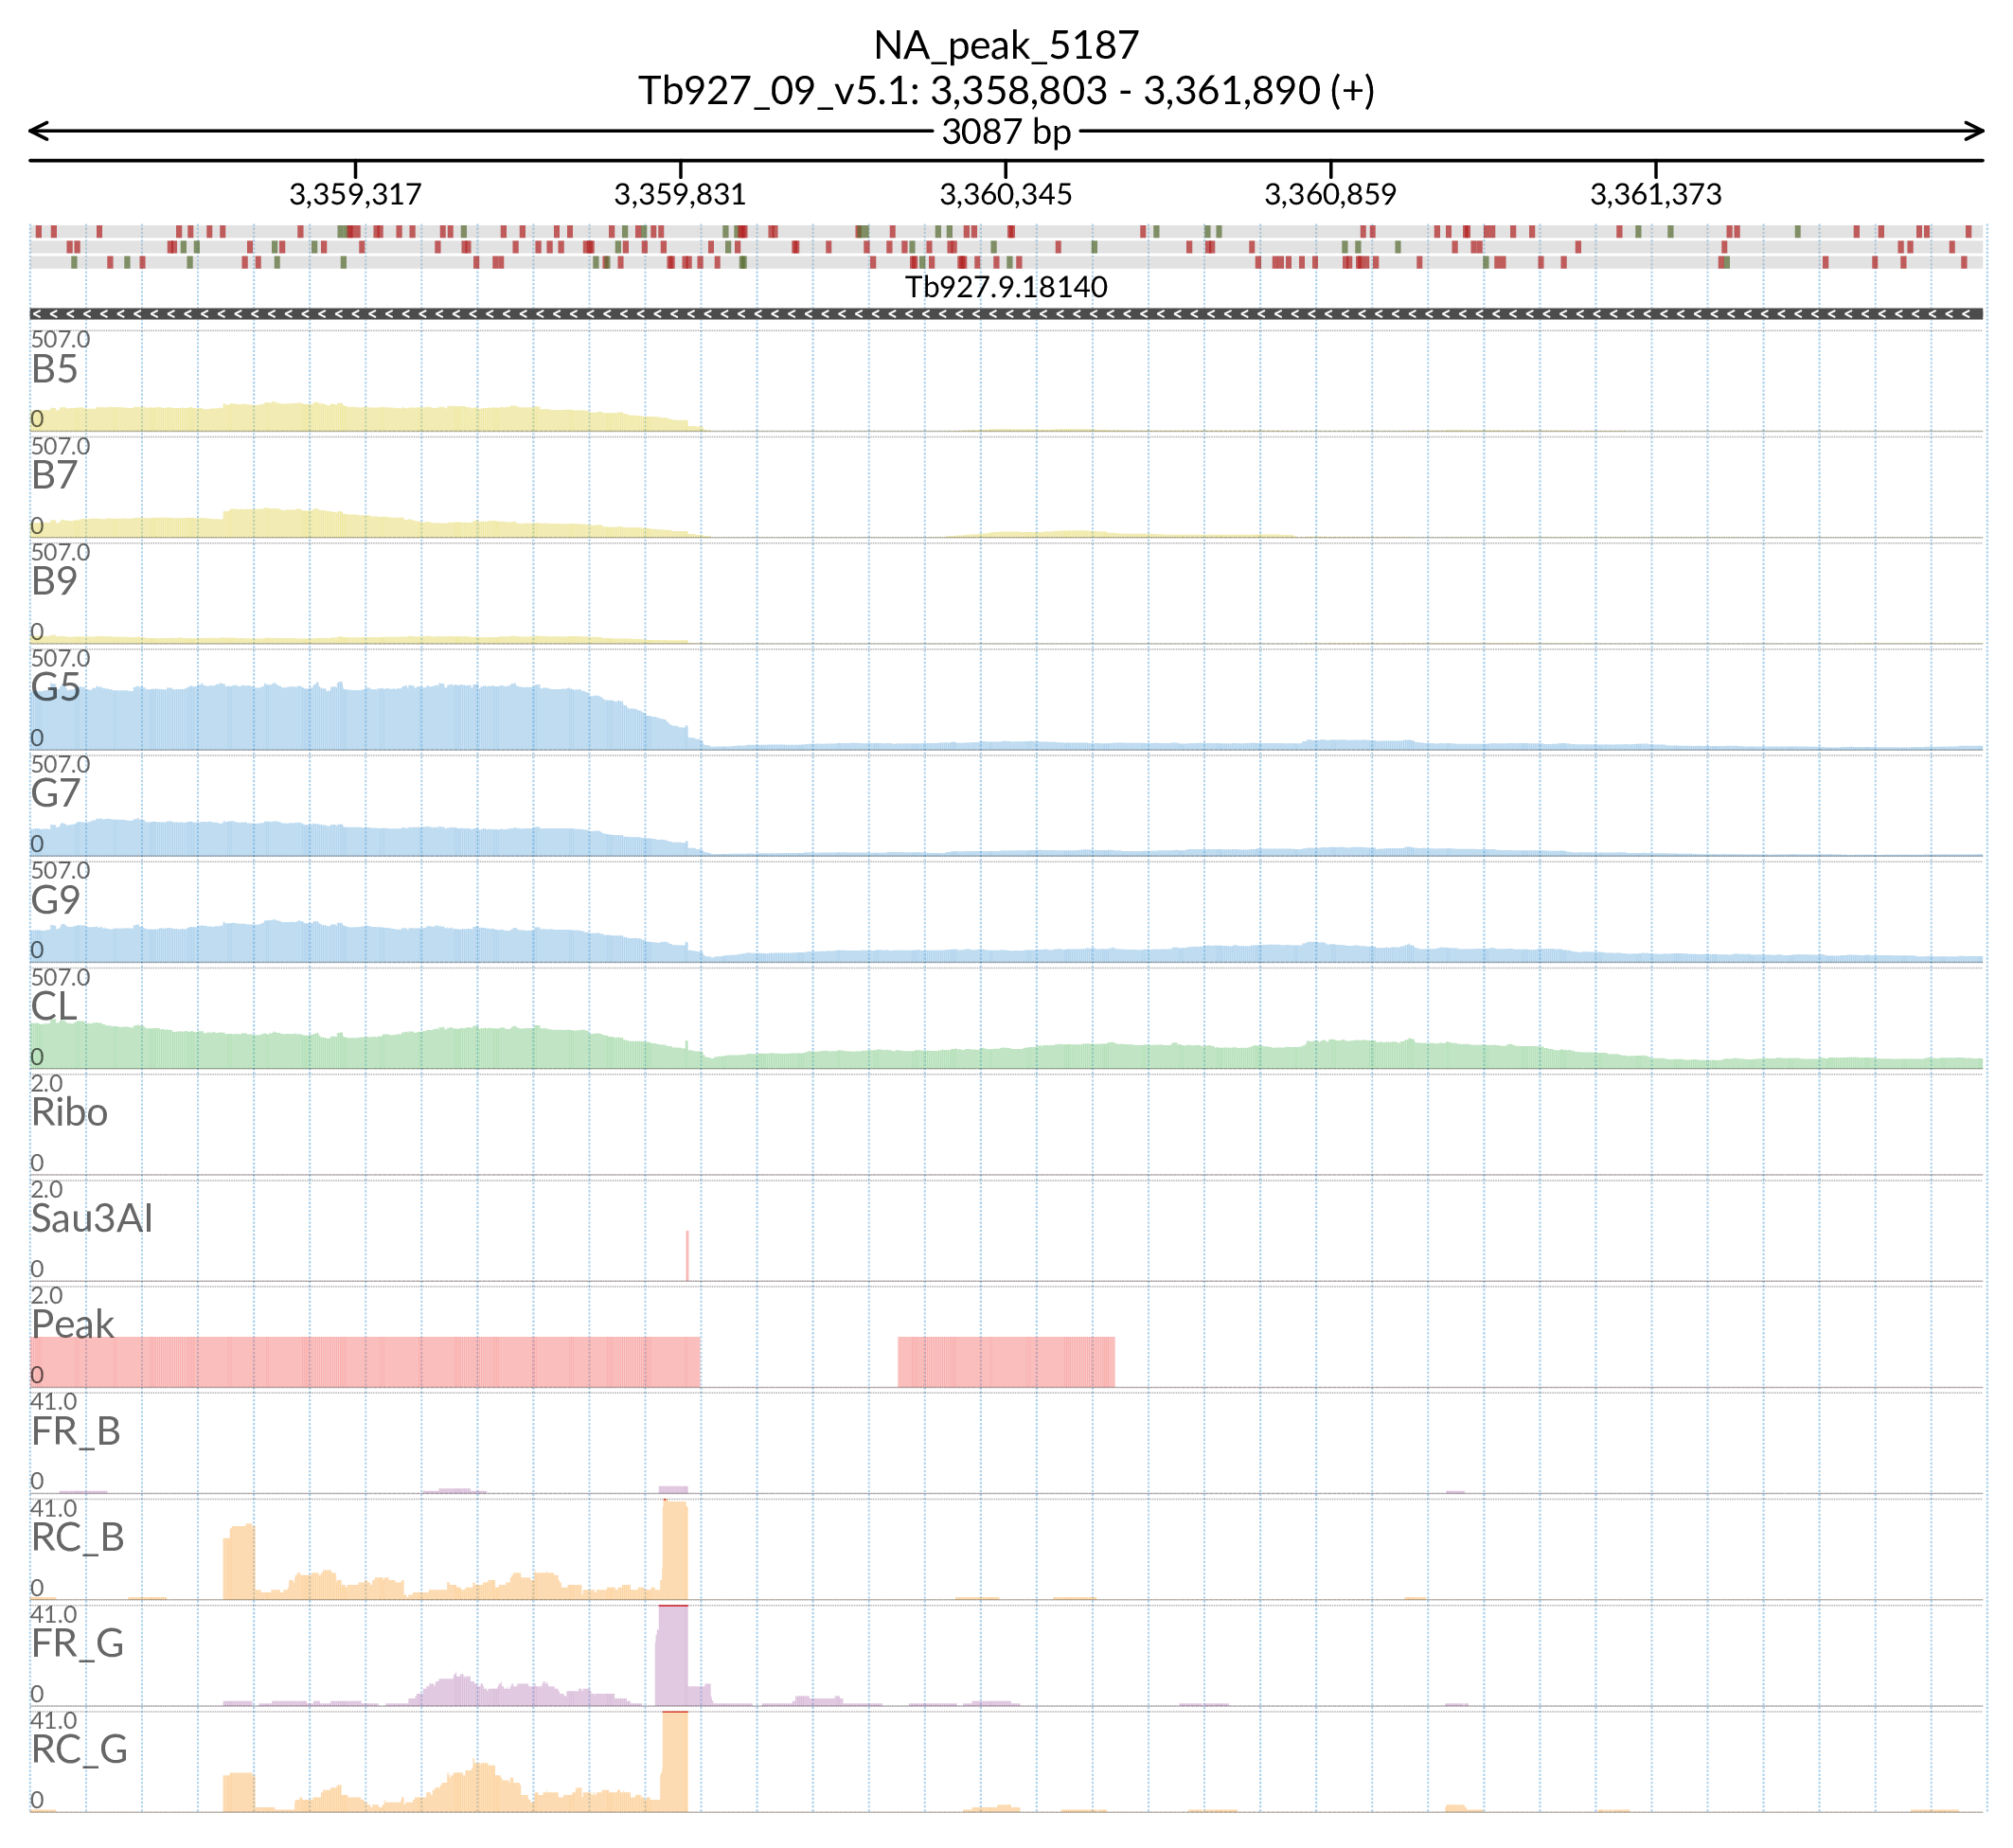 NA_peak_5187
Tb927_09_v5.1: 3,358,803 - 3,361,890 (+)
3087 bp
3,359,317 3,359,831 3,360,345 3,360,859 3,361,373
Tb927.9.18140
507.0
B5
0
507.0
B7
0
507.0
B9
0
507.0
G5
0
507.0
G7
0
507.0
G9
0
507.0
CL
0
2.0
Ribo
0
2.0
Sau3AI
0
2.0
Peak
0
41.0
FR_B
0
41.0
RC_B
0
41.0
FR_G
0
41.0
RC_G
0